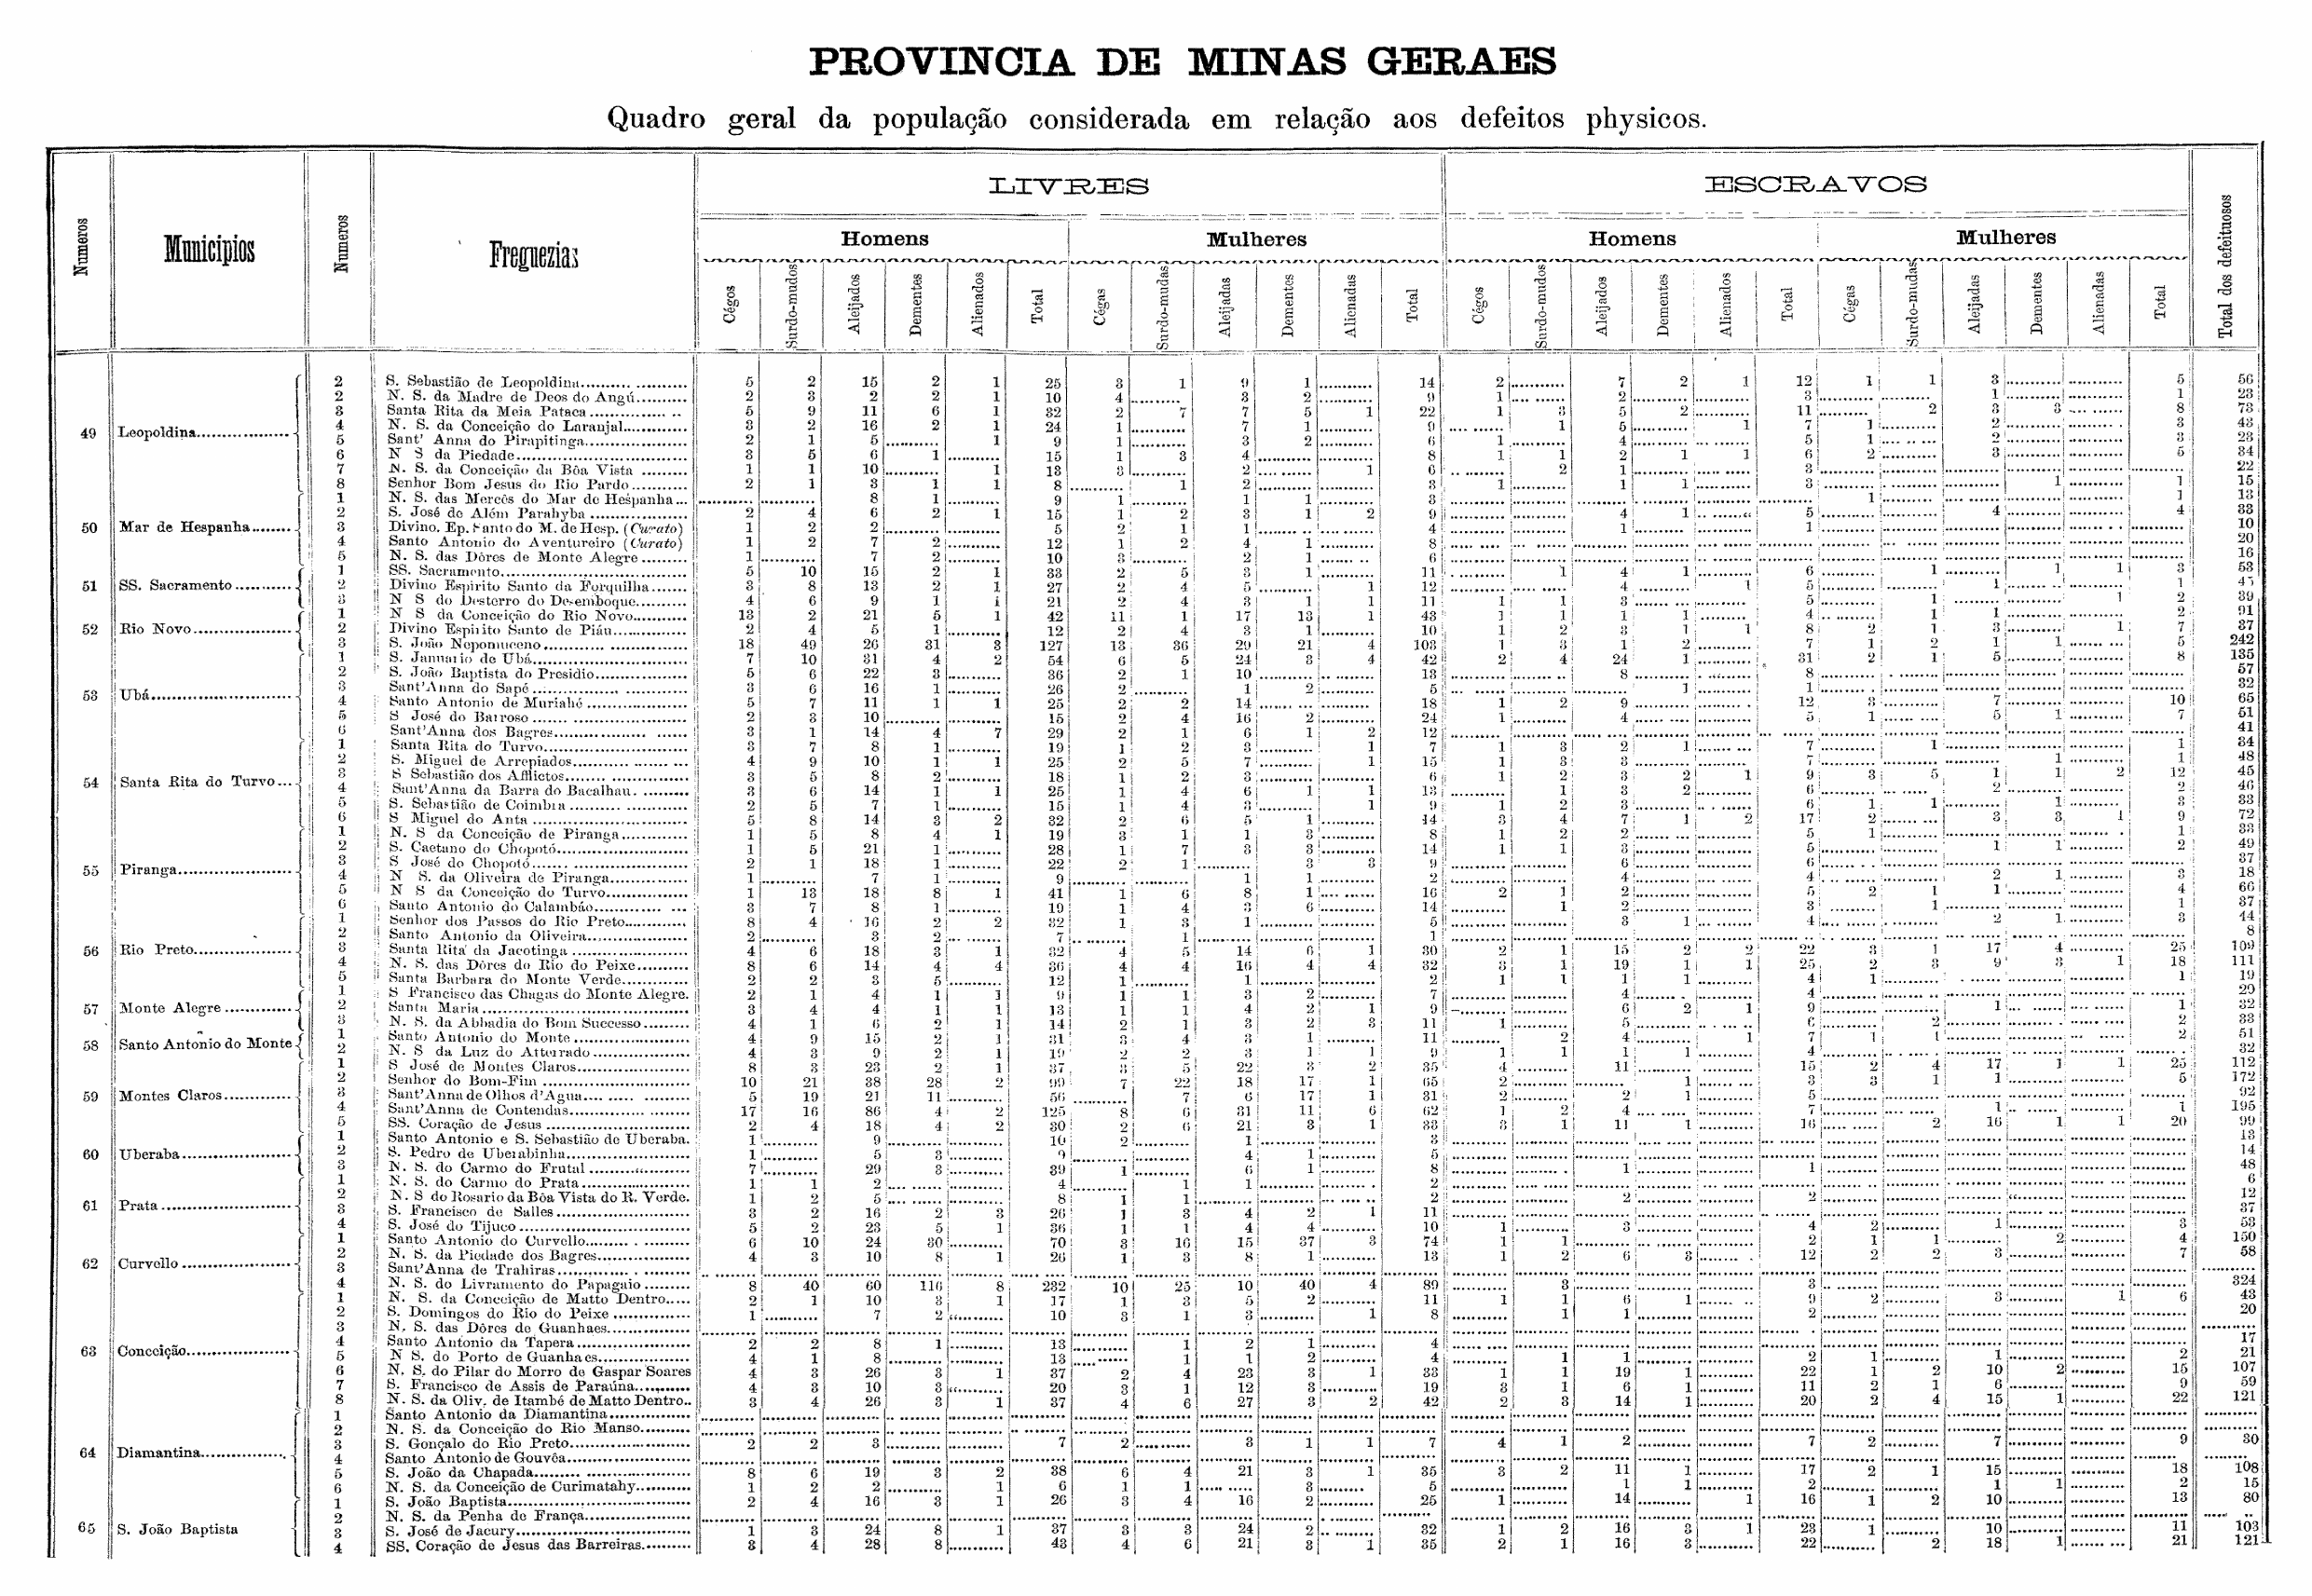 PROVINCIA DE MINAS GERAES
Quadro geral da população considerada em relação aos defeitos physicos.
LIVRES ESCRAVOS
Homens Mulheres Homens Mulheres
Numeros Municipios Numeros Freguezias Cégos Surdo-mudos Aleijados Dementes Alienados Total Cégas Surdo-mudas Aleijadas Dementes Alienadas Total Cégos Surdo-mudos Aleijados Dementes Alienados Total Cégas Surdo-mudas Aleijadas Dementes Alienadas Total Total dos defeituosos
2 S. Sebastião de Leopoldina 5 2 15 2 1 25 3 1 9 1 14 2 7 2 1 12 1 1 3 5 56
2 N. S. da Madre de Deos do Angú 2 3 2 2 1 10 4 3 2 9 1 2 3 1 1 23
3 Santa Rita da Meia Pataca 5 9 11 6 1 32 2 7 7 5 1 22 1 3 5 2 11 2 3 3 8 73
49 Leopoldina
4 N. S. da Conceição do Laranjal 3 2 16 2 1 24 1 7 1 9 1 5 1 7 1 2 3 43
5 Sant' Anna do Pirapitinga 2 1 5 1 9 1 3 2 6 1 4 5 1 2 3 23
6 N S da Piedade 3 5 6 1 15 1 3 4 8 1 1 2 1 1 6 2 3 5 34
7 N. S. da Conceição da Bôa Vista 1 1 10 1 13 3 2 1 6 2 1 3 22
8 Senhor Bom Jesus do Rio Pardo 2 1 3 1 1 8 1 2 3 1 1 1 3 1 1 15
1 N. S. das Mercês do Mar de Hespanha 8 1 9 1 1 1 3 1 1 13
2 S. José de Além Parahyba 2 4 6 2 1 15 1 2 3 1 2 9 4 1 5 4 4 33
50 Mar de Hespanha 3 Divino. Ep. Santo do M. de Hesp. (Curato) 1 2 2 5 2 1 1 4 1 1 10
4 Santo Antonio do Aventureiro (Curato) 1 2 7 2 12 1 2 4 1 8 20
5 N. S. das Dôres de Monte Alegre 1 7 2 10 3 2 1 6 16
1 SS. Sacramento 5 10 15 2 1 33 2 5 3 1 11 1 4 1 6 1 1 1 3 53
51 SS. Sacramento 2 Divino Espirito Santo da Forquilha 3 8 13 2 1 27 2 4 5 1 12 4 1 5 1 1 45
3 N S do Desterro do Desemboque 4 6 9 1 1 21 2 4 3 1 1 11 1 1 3 5 1 1 2 39
1 N S da Conceição do Rio Novo 13 2 21 5 1 42 11 1 17 13 1 43 1 1 1 1 4 1 1 2 91
52 Rio Novo 2 Divino Espirito Santo de Piáu 2 4 5 1 12 2 4 3 1 10 1 2 3 1 1 8 2 1 3 1 7 37
3 S. João Nepomuceno 18 49 26 31 3 127 13 36 29 21 4 103 1 3 1 2 7 1 2 1 1 5 242
1 S. Januario de Ubá 7 10 31 4 2 54 6 5 24 3 4 42 2 4 24 1 31 2 1 5 8 135
2 S. João Baptista do Presidio 5 6 22 3 36 2 1 10 13 8 8 57
53 Ubá 3 Sant'Anna do Sapé 3 6 16 1 26 2 1 2 5 1 1 32
4 Santo Antonio de Muriahé 5 7 11 1 1 25 2 2 14 18 1 2 9 12 3 7 10 65
5 S José do Barroso 2 3 10 15 2 4 16 2 24 1 4 5 1 5 1 7 51
6 Sant'Anna dos Bagres 3 1 14 4 7 29 2 1 6 1 2 12 41
1 Santa Rita do Turvo 3 7 8 1 19 1 2 3 1 7 1 3 2 1 7 1 1 34
2 S. Miguel de Arrepiados 4 9 10 1 1 25 2 5 7 1 15 1 3 3 7 1 1 48
54 Santa Rita do Turvo 3 S Sebastião dos Afflictos 3 5 8 2 18 1 2 3 6 1 2 3 2 1 9 3 5 1 1 2 12 45
4 Sant'Anna da Barra do Bacalhau 3 6 14 1 1 25 1 4 6 1 1 13 1 3 2 6 2 2 46
5 S. Sebastião de Coimbra 2 5 7 1 15 1 4 3 1 9 1 2 3 6 1 1 1 3 33
6 S Miguel do Anta 5 8 14 3 2 32 2 6 5 1 14 3 4 7 1 2 17 2 3 3 1 9 72
1 N. S da Conceição de Piranga 1 5 8 4 1 19 3 1 1 3 8 1 2 2 5 1 1 33
2 S. Caetano do Chopotó 1 5 21 1 28 1 7 3 3 14 1 1 3 5 1 1 2 49
55 Piranga 3 S José do Chopotó 2 1 18 1 22 2 1 3 3 9 6 6 37
4 N S. da Oliveira de Piranga 1 7 1 9 1 1 2 4 4 2 1 3 18
5 N S da Conceição do Turvo 1 13 18 8 1 41 1 6 8 1 16 2 1 2 5 2 1 1 4 66
6 Santo Antonio do Calambáo 3 7 8 1 19 1 4 3 6 14 1 2 3 1 1 37
1 Senhor dos Passos do Rio Preto 8 4 16 2 2 32 1 3 1 5 3 1 4 2 1 3 44
2 Santo Antonio da Oliveira 2 3 2 7 1 1 8
56 Rio Preto 3 Santa Rita da Jacotinga 4 6 18 3 1 32 4 5 14 6 1 30 2 1 15 2 2 22 3 1 17 4 25 109
4 N. S. das Dôres do Rio do Peixe 8 6 14 4 4 36 4 4 16 4 4 32 3 1 19 1 1 25 2 3 9 3 1 18 111
5 Santa Barbara do Monte Verde 2 2 3 5 12 1 1 2 1 1 1 1 4 1 1 19
1 S Francisco das Chagas do Monte Alegre. 2 1 4 1 1 9 1 1 3 2 7 4 4 20
57 Monte Alegre 2 Santa Maria 3 4 4 1 1 13 1 1 4 2 1 9 6 2 1 9 1 1 32
3 N. S. da Abbadia do Bom Successo 4 1 6 2 1 14 2 1 3 2 3 11 1 5 6 2 2 33
58 Santo Antonio do Monte 1 Santo Antonio do Monte 4 9 15 2 1 31 3 4 3 1 11 2 4 1 7 1 1 2 51
2 N. S da Luz do Atterado 4 3 9 2 1 19 2 2 3 1 1 9 1 1 1 1 4 32
1 S José de Montes Claros 8 3 23 2 1 37 3 5 22 3 2 35 4 11 15 2 4 17 1 1 25 112
2 Senhor do Bom-Fim 10 21 38 28 2 99 7 22 18 17 1 65 2 1 3 3 1 1 5 172
59 Montes Claros 3 Sant'Anna de Olhos d'Agua 5 19 21 11 56 7 6 17 1 31 2 2 1 5 92
4 Sant'Anna de Contendas 17 16 86 4 2 125 8 6 31 11 6 62 1 2 4 7 1 1 195
5 SS. Coração de Jesus 2 4 18 4 2 30 2 6 21 3 1 33 3 1 11 1 16 2 16 1 1 20 99
1 Santo Antonio e S. Sebastião de Uberaba. 1 9 10 2 1 3 13
60 Uberaba 2 S. Pedro de Uberabinha 1 5 3 9 4 1 5 14
3 N. S. do Carmo do Frutal 7 29 3 39 1 6 1 8 1 1 48
1 N. S. do Carmo do Prata 1 1 2 4 1 1 2 6
2 N. S do Rosario da Bôa Vista do R. Verde. 1 2 5 8 1 1 2 2 2 12
61 Prata 3 S. Francisco de Salles 3 2 16 2 3 26 1 3 4 2 1 11 37
4 S. José do Tijuco 5 2 23 5 1 36 1 1 4 4 10 1 3 4 2 1 3 53
1 Santo Antonio do Curvello 6 10 24 30 70 3 16 15 37 3 74 1 1 2 1 1 2 4 150
2 N. S. da Piedade dos Bagres 4 3 10 8 1 26 1 3 8 1 13 1 2 6 3 12 2 2 3 7 58
62 Curvello 3 Sant'Anna de Trahiras
4 N. S. do Livramento do Papagaio 8 40 60 116 8 232 10 25 10 40 4 89 3 3 324
1 N. S. da Conceição de Matto Dentro 2 1 10 3 1 17 1 3 5 2 11 1 1 6 1 9 2 3 1 6 43
2 S. Domingos do Rio do Peixe 1 7 2 10 3 1 3 1 8 1 1 2 20
3 N. S. das Dôres de Guanhaes
4 Santo Antonio da Tapera 2 2 8 1 13 1 2 1 4 17
63 Conceição 5 N S. do Porto de Guanhaes 4 1 8 13 1 1 2 4 1 1 2 1 1 2 21
6 N. S. do Pilar do Morro de Gaspar Soares 4 3 26 3 1 37 2 4 23 3 1 33 1 1 19 1 22 1 2 10 2 15 107
7 S. Francisco de Assis de Paraúna 4 3 10 3 20 3 1 12 3 19 3 1 6 1 11 2 1 6 9 59
8 N. S. da Oliv. de Itambé de Matto Dentro.. 3 4 26 3 1 37 4 6 27 3 2 42 2 3 14 1 20 2 4 15 1 22 121
1 Santo Antonio da Diamantina
2 N. S. da Conceição do Rio Manso
3 S. Gonçalo do Rio Preto 2 2 3 7 2 3 1 1 7 4 1 2 7 2 7 9 30
64 Diamantina 4 Santo Antonio de Gouvêa
5 S. João da Chapada 8 6 19 3 2 38 6 4 21 3 1 35 3 2 11 1 17 2 1 15 18 108
6 N. S. da Conceição de Curimatahy 1 2 2 1 6 1 1 3 5 1 1 2 1 1 2 15
1 S. João Baptista 2 4 16 3 1 26 3 4 16 2 25 1 14 1 16 1 2 10 13 80
2 N. S. da Penha de França
65 S. João Baptista 3 S. José de Jacury 1 3 24 8 1 37 3 3 24 2 32 1 2 16 3 1 23 1 10 11 103
4 SS. Coração de Jesus das Barreiras 3 4 28 8 43 4 6 21 3 1 35 2 1 16 3 22 2 18 1 21 121